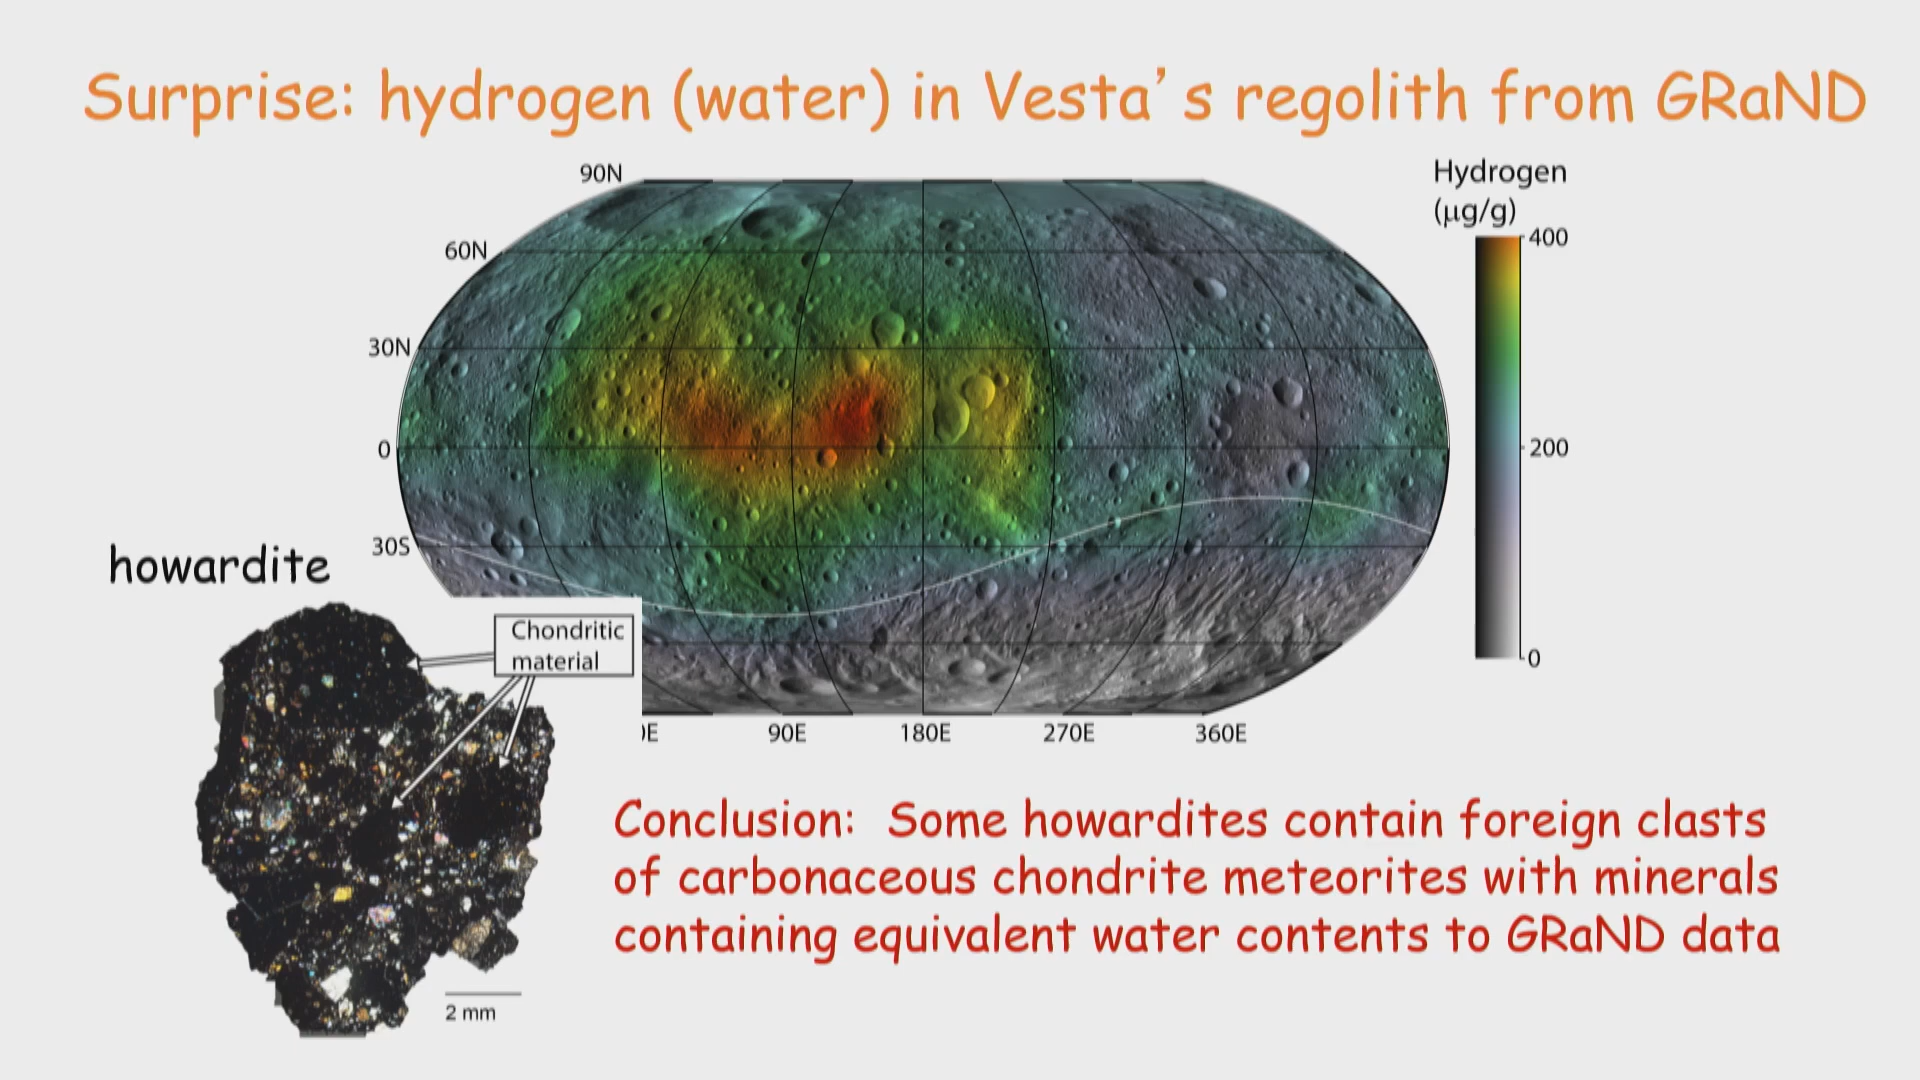 Surprise: hydrogen (water) in Vesta's regolith from GRaND
Hydrogen
(µg/g)
400
200
0
90N
60N
30N
0
30S
0E
90E
180E
270E
360E
howardite
Chondritic
material
2 mm
Conclusion: Some howardites contain foreign clasts
of carbonaceous chondrite meteorites with minerals
containing equivalent water contents to GRaND data